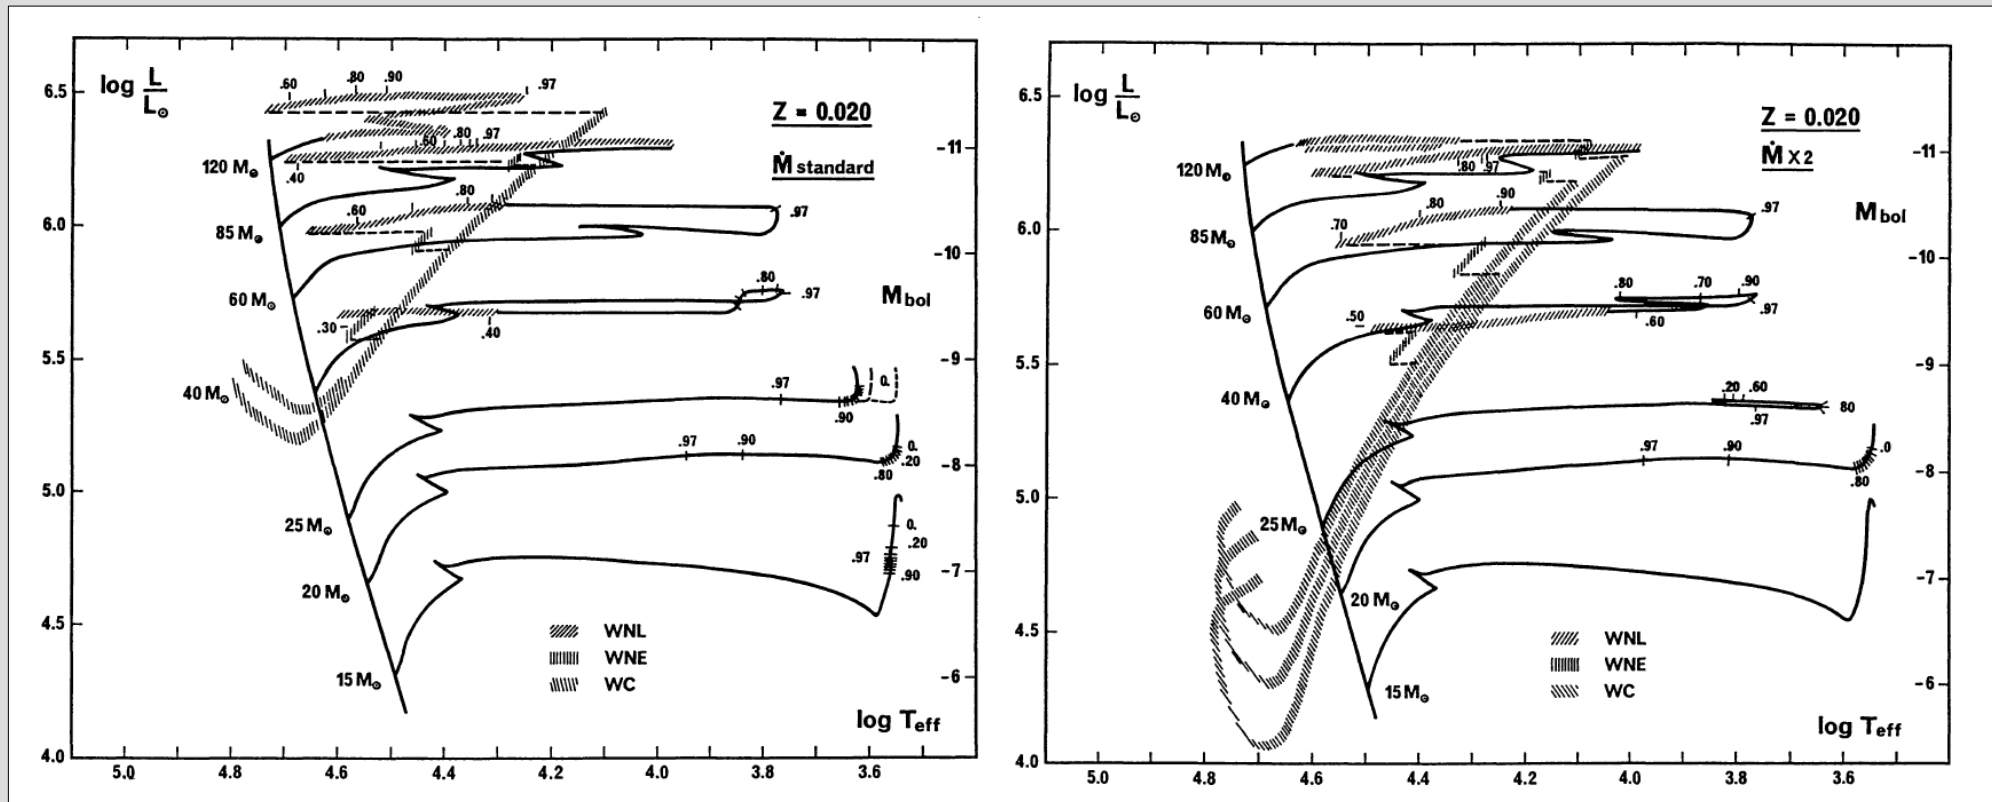 log L/L⊙
6.5
6.0
5.5
5.0
4.5
4.0
Z = 0.020
Ṁ standard
.60 .80 .90 .97
.60 .80 .97
120 M⊙
.40
.80
.60
.97
85 M⊙
60 M⊙
.80
.97
.30
.40
40 M⊙
.97
0.
.90
.97 .90
0.
.20
.80
25 M⊙
0.
.20
.97
.90
20 M⊙
15 M⊙
WNL
WNE
WC
-11
-10
Mbol
-9
-8
-7
-6
log Teff
5.0 4.8 4.6 4.4 4.2 4.0 3.8 3.6
log L/L⊙
6.5
6.0
5.5
5.0
4.5
4.0
Z = 0.020
Ṁ X 2
120 M⊙
.80 .97
.90
.80
.70
.97
85 M⊙
60 M⊙
.80 .70 .90
.97
.50
.60
40 M⊙
.20 .60
80
.97
.97 .90
.0
.80
25 M⊙
20 M⊙
15 M⊙
WNL
WNE
WC
-11
Mbol
-10
-9
-8
-7
-6
log Teff
5.0 4.8 4.6 4.4 4.2 4.0 3.8 3.6